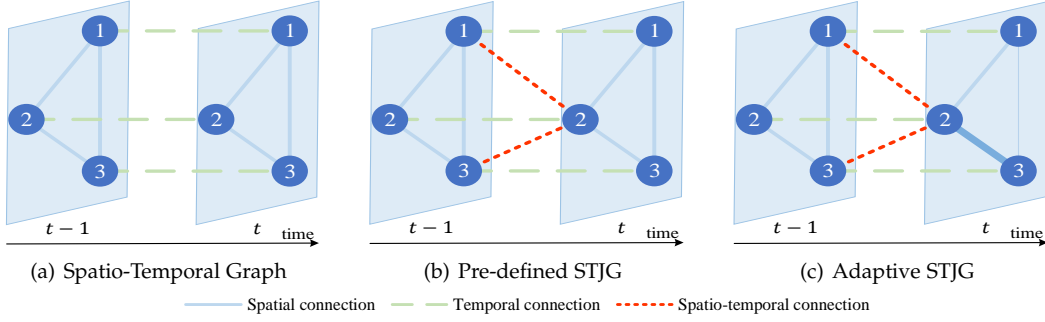 1 1 1 1 1 1
2 2 2 2 2 2
3 3 3 3 3 3
t − 1 t time t − 1 t time t − 1 t time
(a) Spatio-Temporal Graph (b) Pre-defined STJG (c) Adaptive STJG
Spatial connection Temporal connection Spatio-temporal connection